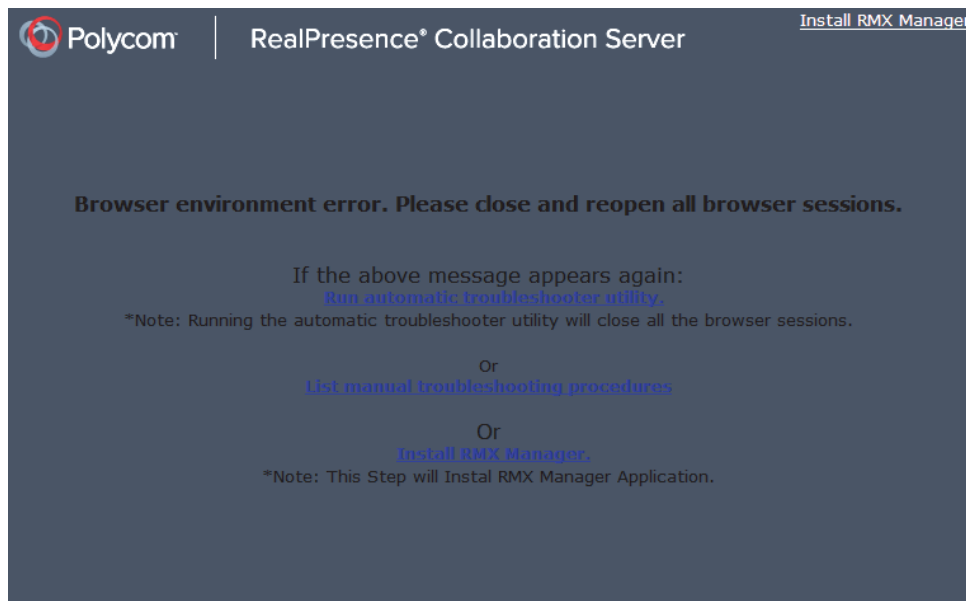 Polycom
RealPresence® Collaboration Server
Install RMX Manager
Browser environment error. Please close and reopen all browser sessions.
If the above message appears again:
Run automatic troubleshooter utility.
*Note: Running the automatic troubleshooter utility will close all the browser sessions.
Or
List manual troubleshooting procedures
Or
Install RMX Manager.
*Note: This Step will Instal RMX Manager Application.